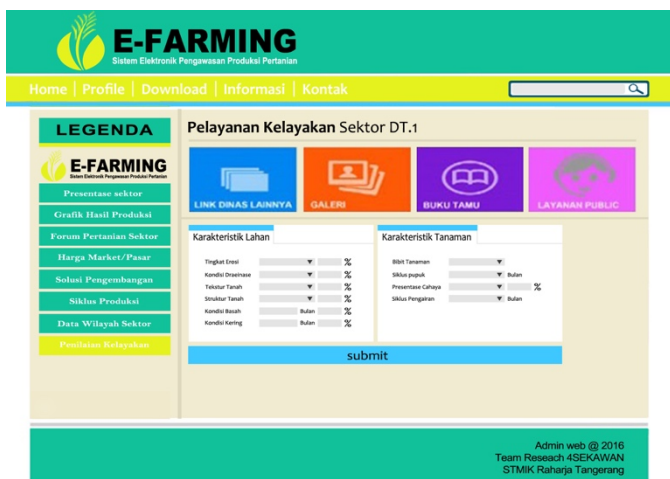 E-FARMING
Sistem Elektronik Pengawasan Produksi Pertanian
Home | Profile | Download | Informasi | Kontak
LEGENDA
E-FARMING
Sistem Elektronik Pengawasan Produksi Pertanian
Presentase sektor
Grafik Hasil Produksi
Forum Pertanian Sektor
Harga Market/Pasar
Solusi Pengembangan
Siklus Produksi
Data Wilayah Sektor
Penilaian Kelayakan
Pelayanan Kelayakan Sektor DT.1
LINK DINAS LAINNYA
GALERI
BUKU TAMU
LAYANAN PUBLIC
Karakteristik Lahan
Tingkat Erosi %
Kondisi Draeinase %
Tekstur Tanah %
Struktur Tanah %
Kondisi Basah Bulan %
Kondisi Kering Bulan %
Karakteristik Tanaman
Bibit Tanaman
Siklus pupuk Bulan
Presentase Cahaya %
Siklus Pengairan Bulan
submit
Admin web @ 2016
Team Reseach 4SEKAWAN
STMIK Raharja Tangerang